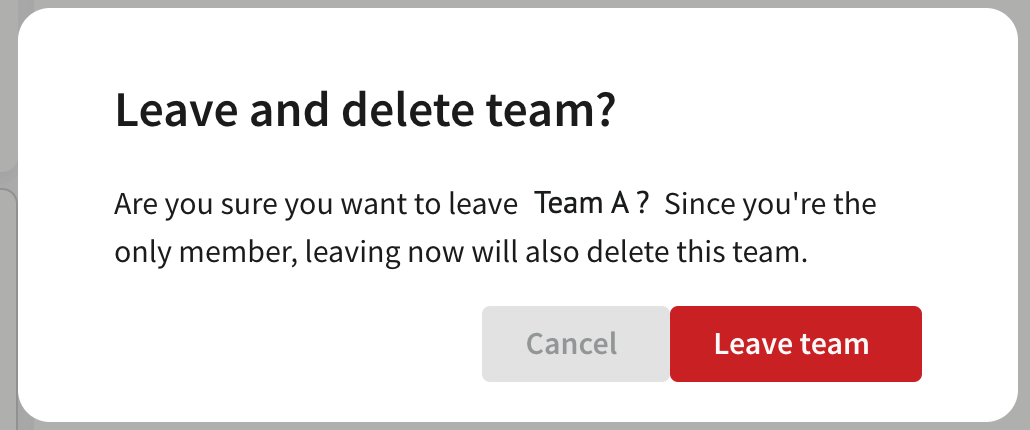 Leave and delete team?
Are you sure you want to leave Team A ? Since you're the
only member, leaving now will also delete this team.
Cancel Leave team